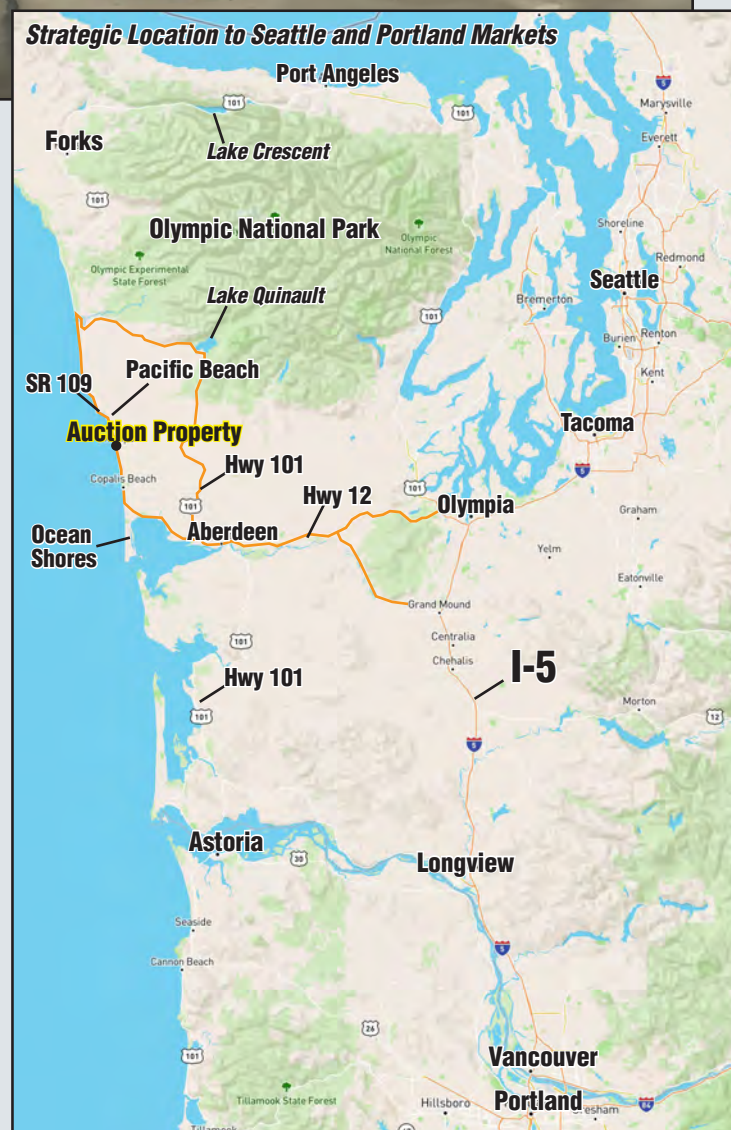 Strategic Location to Seattle and Portland Markets
Port Angeles
5
101
Marysville
101
Everett
Forks
Lake Crescent
101
Shoreline
Olympic National Park
Olympic
National Forest
Redmond
Olympic Experimental
State Forest
Seattle
Lake Quinault
Bremerton
101
Burien
Renton
Kent
SR 109
Pacific Beach
Tacoma
Auction Property
Hwy 101
5
Copalis Beach
101
Hwy 12
101
Olympia
Graham
Ocean
Shores
Aberdeen
Yelm
Eatonville
Grand Mound
101
Centralia
Chehalis
I-5
Hwy 101
Morton
101
12
5
Astoria
30
Longview
Seaside
5
Cannon Beach
26
101
Vancouver
Tillamook State Forest
Hillsboro
Portland
84